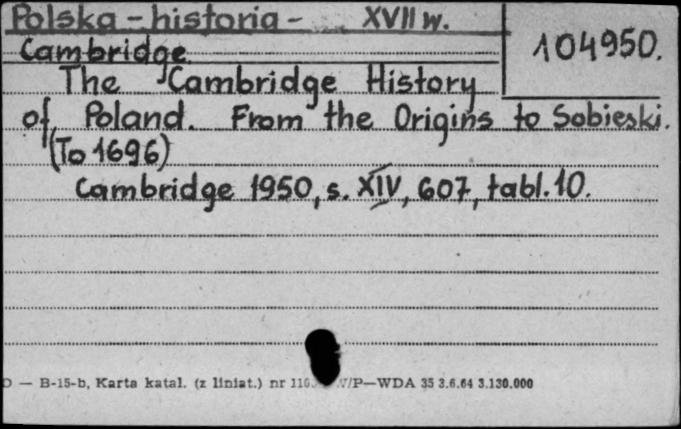 Polska - historia - XVII w.
104950.
Cambridge
The Cambridge History
of Poland. From the Origins to Sobieski.
(To 1696)
Cambridge 1950, s. XIV, 607, tabl. 10.
B-15-b, Karta katal. (z liniat.) nr /P—WDA 35 3.6.64 3.130.000